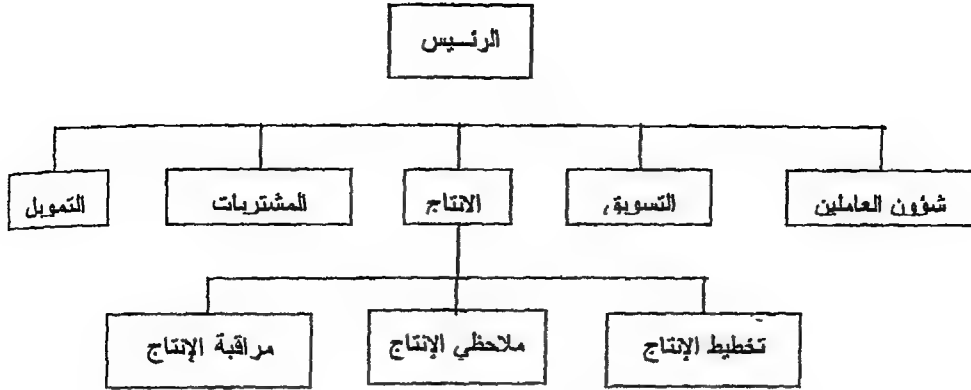 الرئيس
شؤون العاملين
التسويق
الانتاج
المشتريات
التمويل
تخطيط الإنتاج
ملاحظي الإنتاج
مراقبة الإنتاج